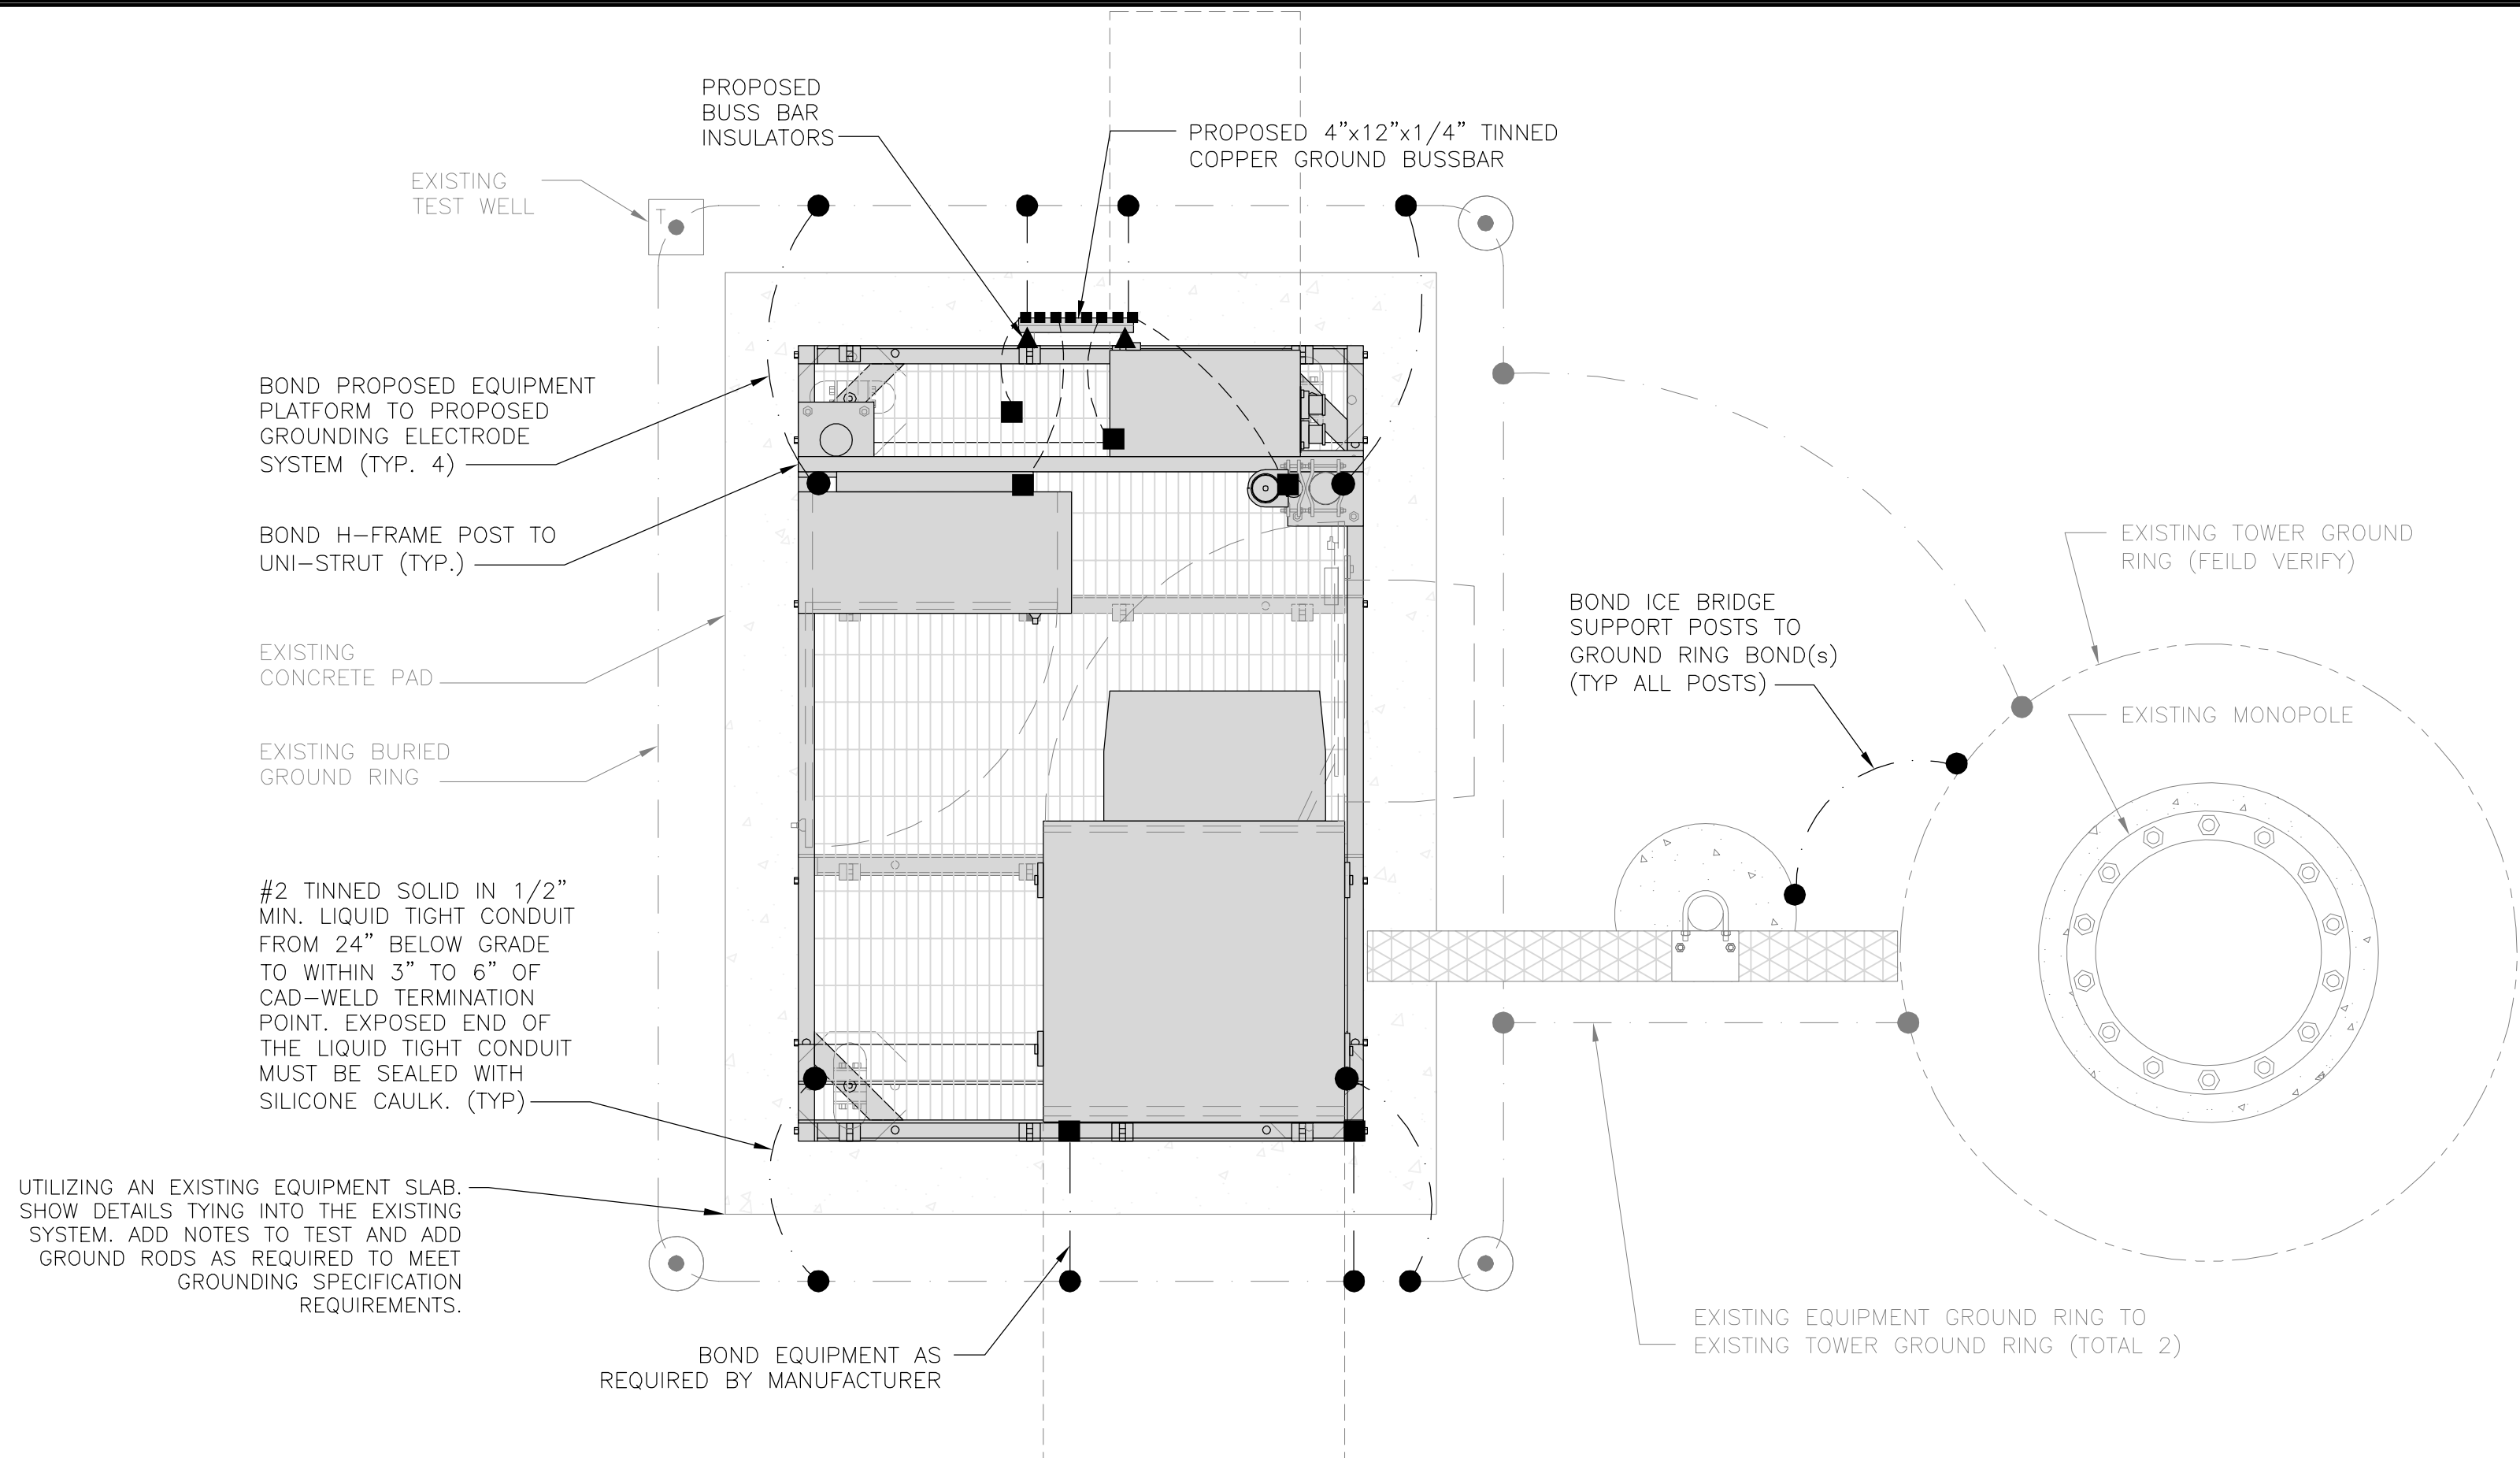 PROPOSED
BUSS BAR
INSULATORS
PROPOSED 4"x12"x1/4" TINNED
COPPER GROUND BUSSBAR
EXISTING
TEST WELL
T
BOND PROPOSED EQUIPMENT
PLATFORM TO PROPOSED
GROUNDING ELECTRODE
SYSTEM (TYP. 4)
BOND H-FRAME POST TO
UNI-STRUT (TYP.)
EXISTING
CONCRETE PAD
EXISTING BURIED
GROUND RING
#2 TINNED SOLID IN 1/2"
MIN. LIQUID TIGHT CONDUIT
FROM 24" BELOW GRADE
TO WITHIN 3" TO 6" OF
CAD-WELD TERMINATION
POINT. EXPOSED END OF
THE LIQUID TIGHT CONDUIT
MUST BE SEALED WITH
SILICONE CAULK. (TYP)
UTILIZING AN EXISTING EQUIPMENT SLAB.
SHOW DETAILS TYING INTO THE EXISTING
SYSTEM. ADD NOTES TO TEST AND ADD
GROUND RODS AS REQUIRED TO MEET
GROUNDING SPECIFICATION
REQUIREMENTS.
BOND EQUIPMENT AS
REQUIRED BY MANUFACTURER
EXISTING TOWER GROUND
RING (FEILD VERIFY)
BOND ICE BRIDGE
SUPPORT POSTS TO
GROUND RING BOND(s)
(TYP ALL POSTS)
EXISTING MONOPOLE
EXISTING EQUIPMENT GROUND RING TO
EXISTING TOWER GROUND RING (TOTAL 2)